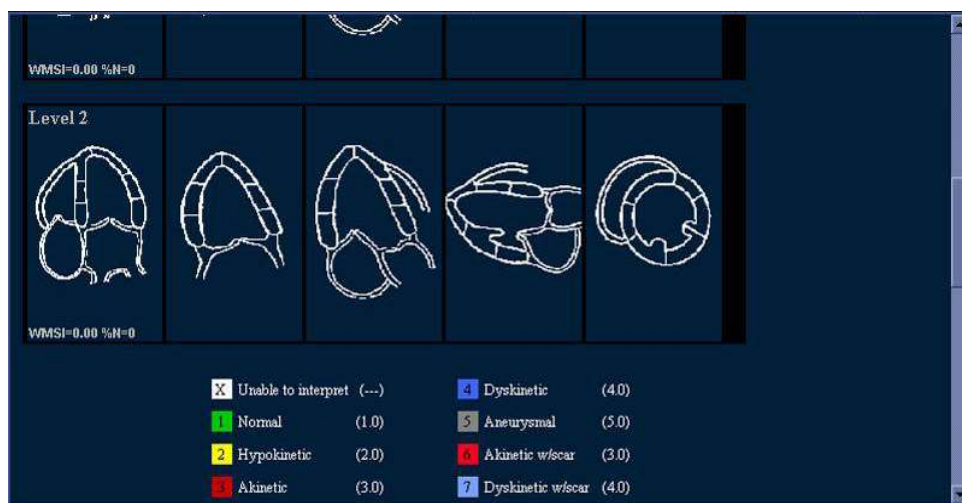 WMSI=0.00 %N=0
Level 2
WMSI=0.00 %N=0
X Unable to interpret (---) 4 Dyskinetic (4.0)
1 Normal (1.0) 5 Aneurysmal (5.0)
2 Hypokinetic (2.0) 6 Akinetic w/scar (3.0)
3 Akinetic (3.0) 7 Dyskinetic w/scar (4.0)